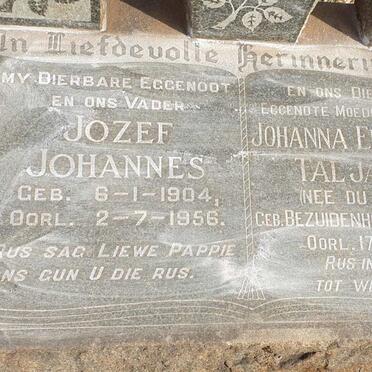 In Liefdevolle Herinneri
MY DIERBARE EGGENOOT
EN ONS VADER
JOZEF
JOHANNES
GEB. 6-1-1904,
OORL. 2-7-1956.
RUS SAG LIEWE PAPPIE
ONS GUN U DIE RUS.
EN ONS DIE
EGGENOTE MOED
JOHANNA E
TALJA
(NEE DU
GEB. BEZUIDENH
OORL. 17
RUS IN
TOT W